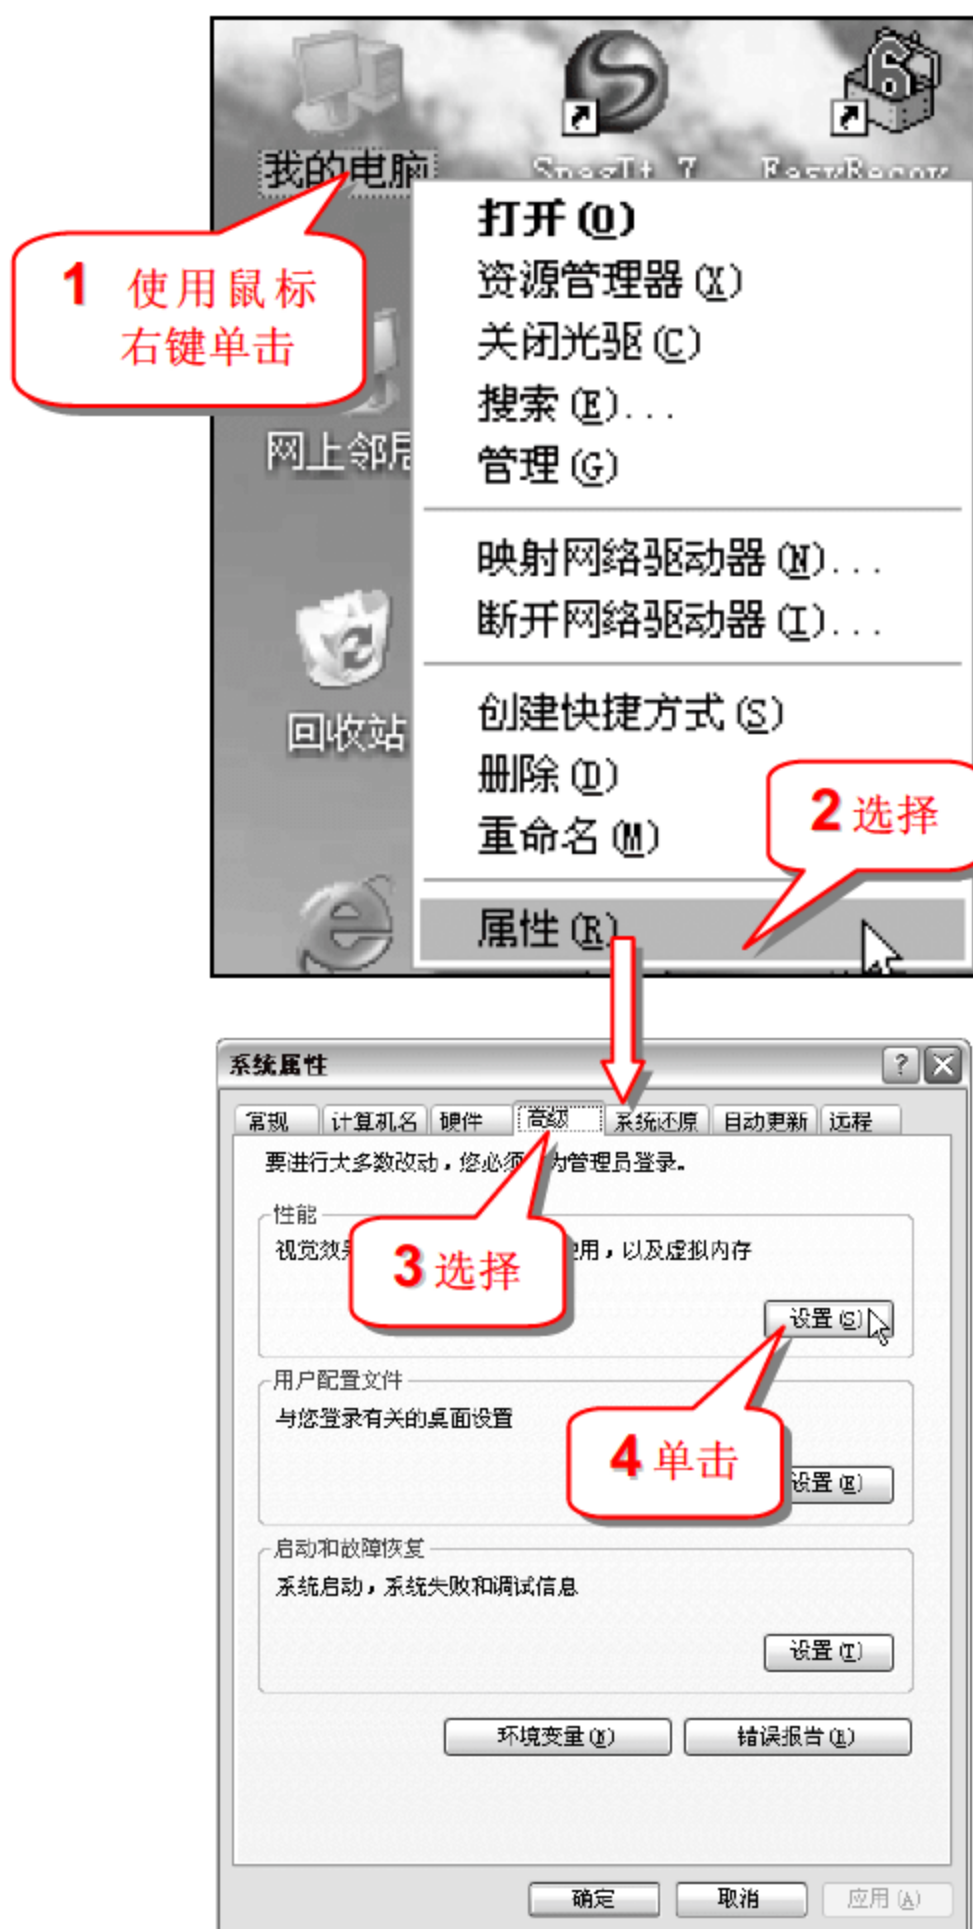 我的电脑
SnagIt 7
EasyRecov
1 使用鼠标
右键单击
打开(O)
资源管理器(X)
关闭光驱(C)
搜索(E)...
管理(G)
网上邻居
映射网络驱动器(N)...
断开网络驱动器(I)...
创建快捷方式(S)
回收站
删除(D)
2 选择
重命名(M)
属性(R)
系统属性
常规 计算机名 硬件 高级 系统还原 自动更新 远程
要进行大多数改动，您必须 为管理员登录。
性能
视觉效果 使用，以及虚拟内存
3 选择
设置(S)
用户配置文件
与您登录有关的桌面设置
4 单击
设置(E)
启动和故障恢复
系统启动，系统失败和调试信息
设置(T)
环境变量(N) 错误报告(R)
确定 取消 应用(A)